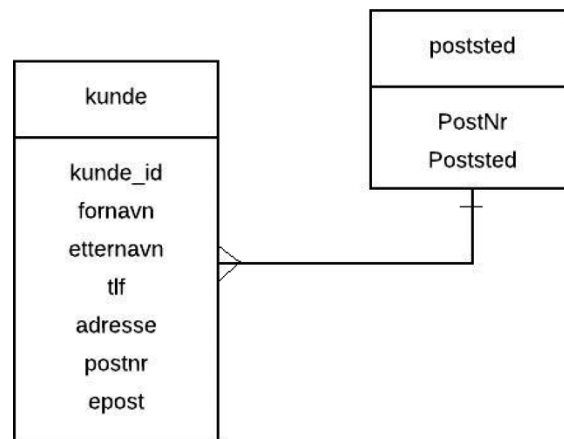 kunde
kunde_id
fornavn
etternavn
tlf
adresse
postnr
epost
poststed
PostNr
Poststed